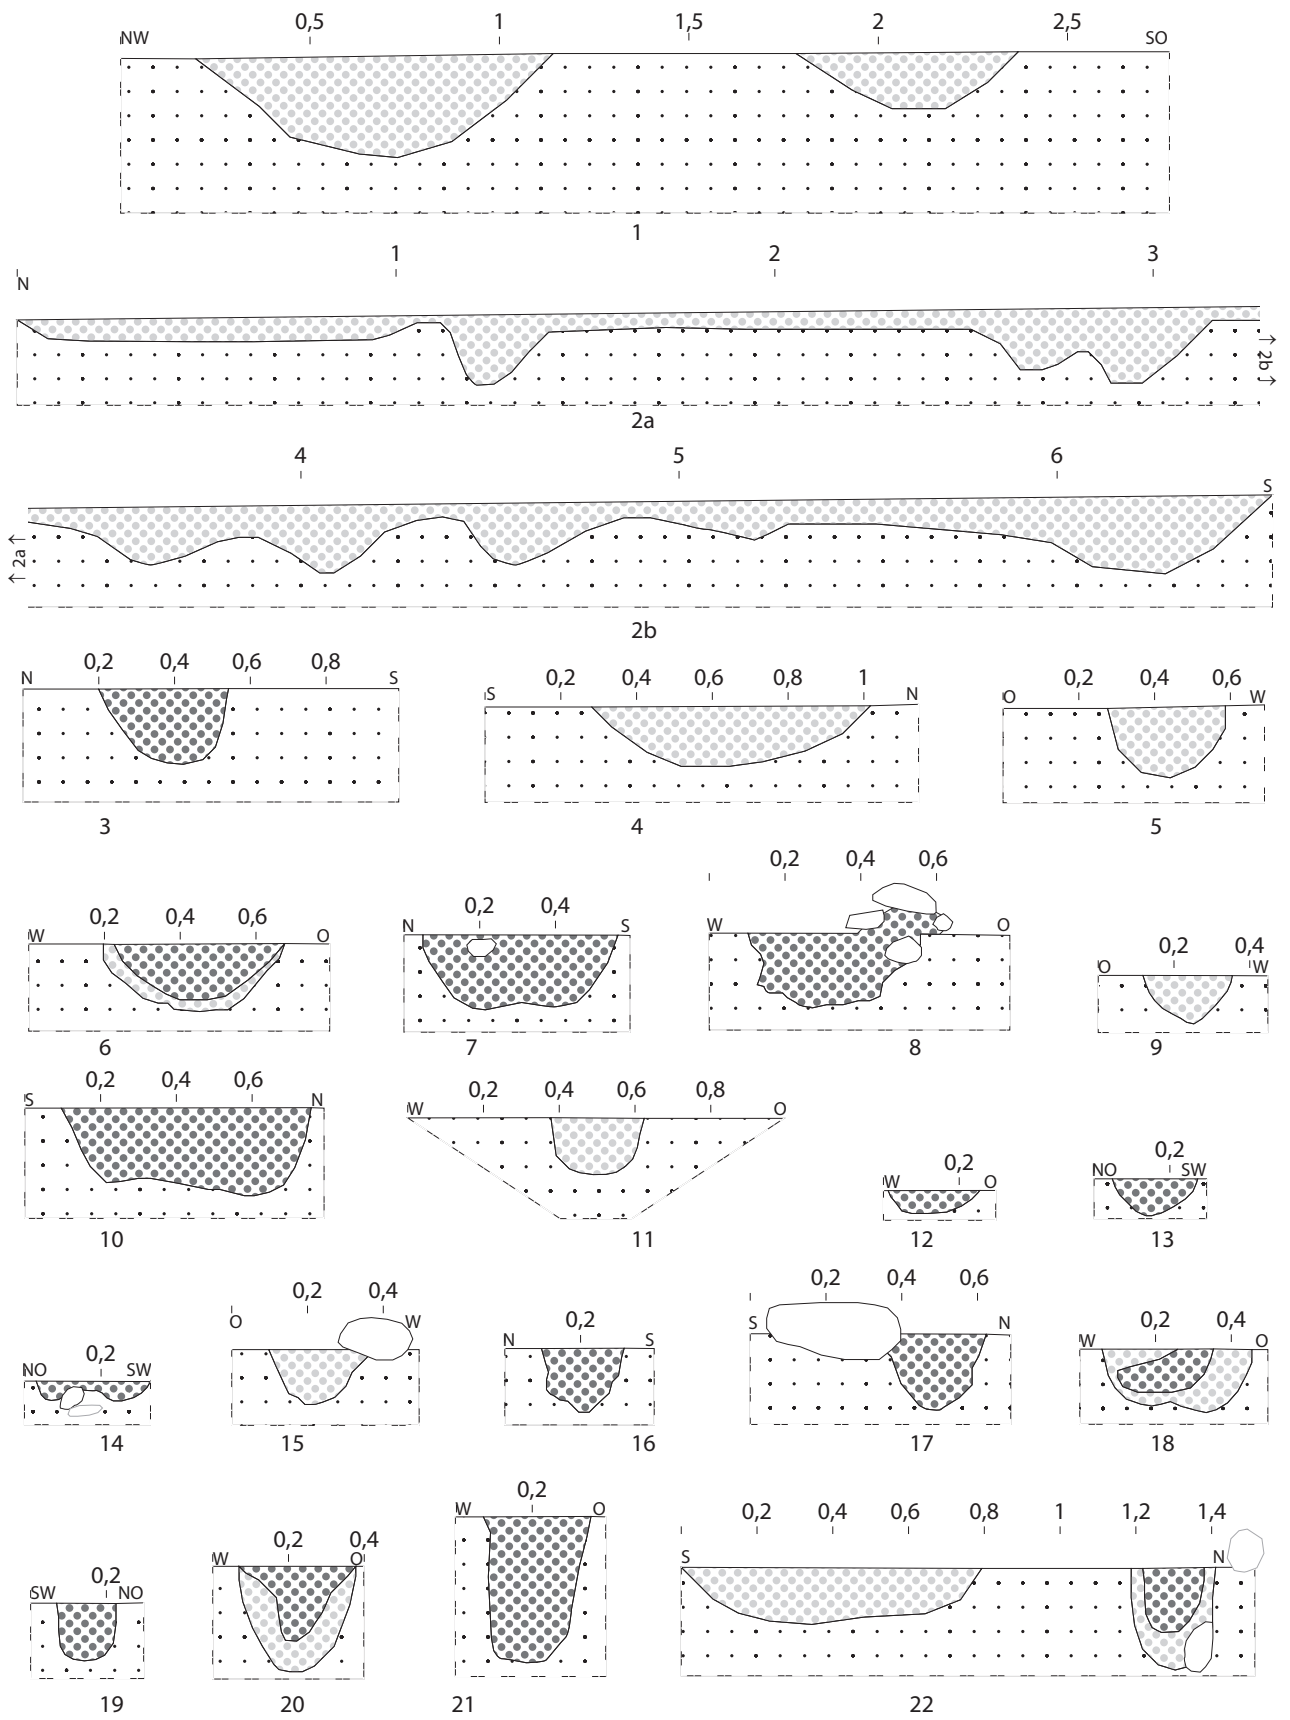 0,5 1 1,5 2 2,5
NW SO
1
1 2 3
N
→ 2b →
2a
4 5 6
S
← 2a ←
2b
0,2 0,4 0,6 0,8
N S
3
0,2 0,4 0,6 0,8 1
S N
4
0,2 0,4 0,6
O W
5
0,2 0,4 0,6
W O
6
0,2 0,4
N S
7
0,2 0,4 0,6
W O
8
0,2 0,4
O W
9
0,2 0,4 0,6
S N
10
0,2 0,4 0,6 0,8
W O
11
0,2
W O
12
0,2
NO SW
13
0,2
NO SW
14
0,2 0,4
O W
15
0,2
N S
16
0,2 0,4 0,6
S N
17
0,2 0,4
W O
18
0,2
SW NO
19
0,2 0,4
W O
20
0,2
W O
21
0,2 0,4 0,6 0,8 1 1,2 1,4
S N
22